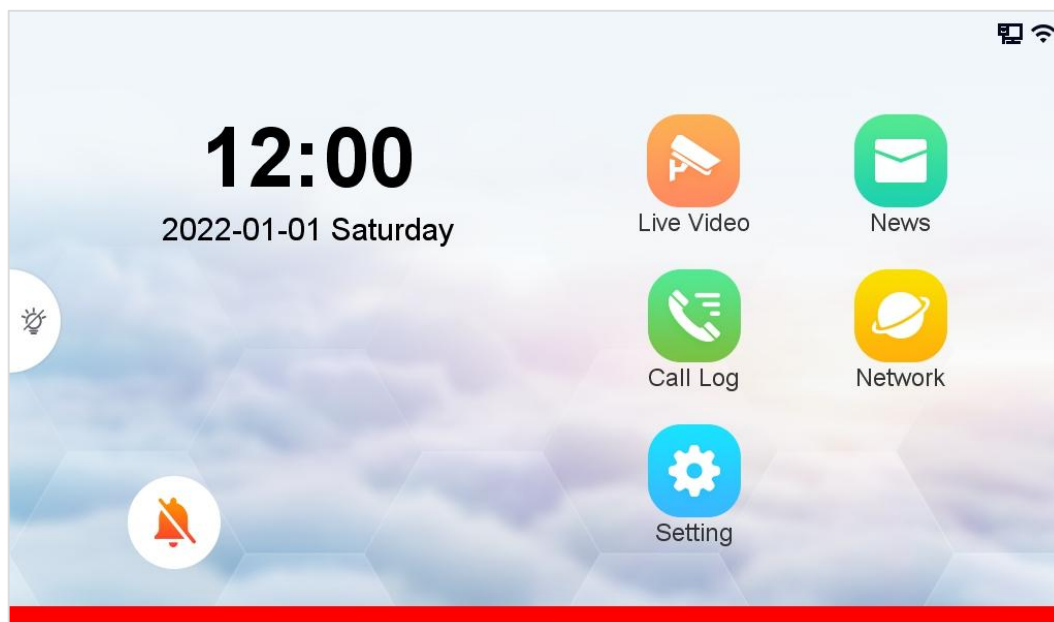 12:00
2022-01-01 Saturday
Live Video
News
Call Log
Network
Setting